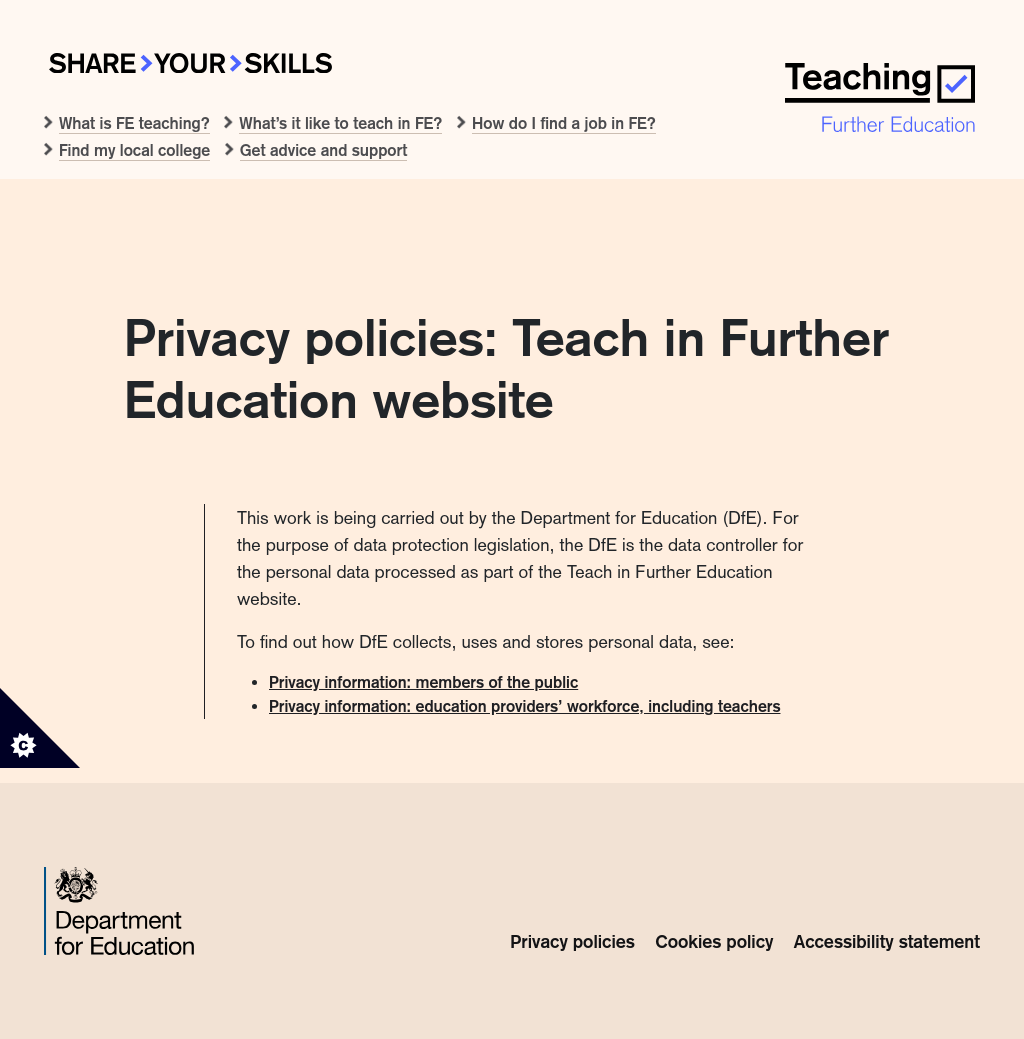 SHARE YOUR SKILLS
Teaching
Further Education
What is FE teaching? What’s it like to teach in FE? How do I find a job in FE?
Find my local college Get advice and support
Privacy policies: Teach in Further
Education website
This work is being carried out by the Department for Education (DfE). For
the purpose of data protection legislation, the DfE is the data controller for
the personal data processed as part of the Teach in Further Education
website.
To find out how DfE collects, uses and stores personal data, see:
• Privacy information: members of the public
• Privacy information: education providers’ workforce, including teachers
C
Department
for Education
Privacy policies Cookies policy Accessibility statement